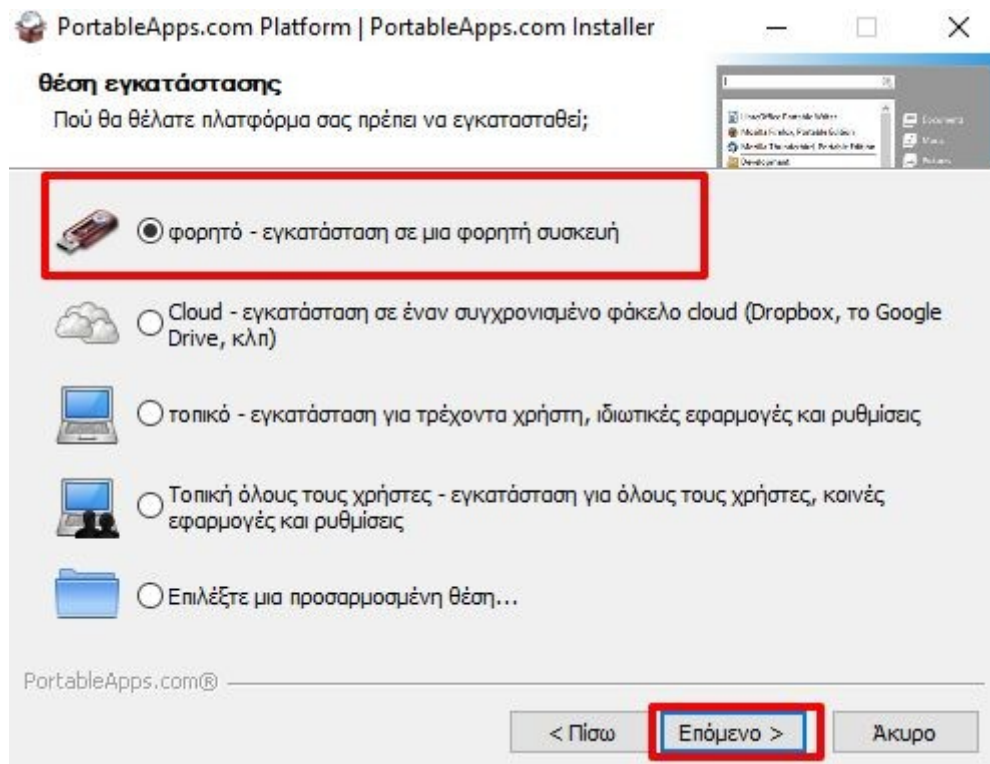 PortableApps.com Platform | PortableApps.com Installer
θέση εγκατάστασης
Πού θα θέλατε πλατφόρμα σας πρέπει να εγκατασταθεί;
φορητό - εγκατάσταση σε μια φορητή συσκευή
Cloud - εγκατάσταση σε έναν συγχρονισμένο φάκελο cloud (Dropbox, το Google
Drive, κλπ)
τοπικό - εγκατάσταση για τρέχοντα χρήστη, ιδιωτικές εφαρμογές και ρυθμίσεις
Τοπική όλους τους χρήστες - εγκατάσταση για όλους τους χρήστες, κοινές
εφαρμογές και ρυθμίσεις
Επιλέξτε μια προσαρμοσμένη θέση...
PortableApps.com®
< Πίσω
Επόμενο >
Άκυρο